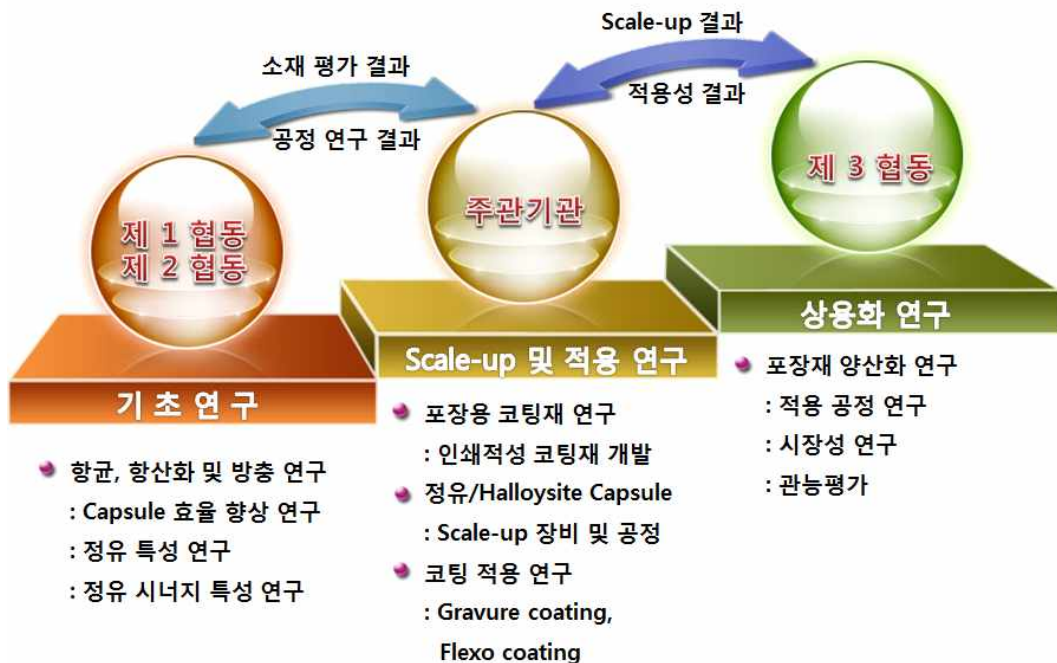 Scale-up 결과
적용성 결과
소재 평가 결과
공정 연구 결과
제 1 협동
제 2 협동
주관기관
제 3 협동
기 초 연 구
항균, 항산화 및 방충 연구
: Capsule 효율 향상 연구
: 정유 특성 연구
: 정유 시너지 특성 연구
Scale-up 및 적용 연구
포장용 코팅재 연구
: 인쇄적성 코팅재 개발
정유/Halloysite Capsule
: Scale-up 장비 및 공정
코팅 적용 연구
: Gravure coating,
Flexo coating
상용화 연구
포장재 양산화 연구
: 적용 공정 연구
: 시장성 연구
: 관능평가